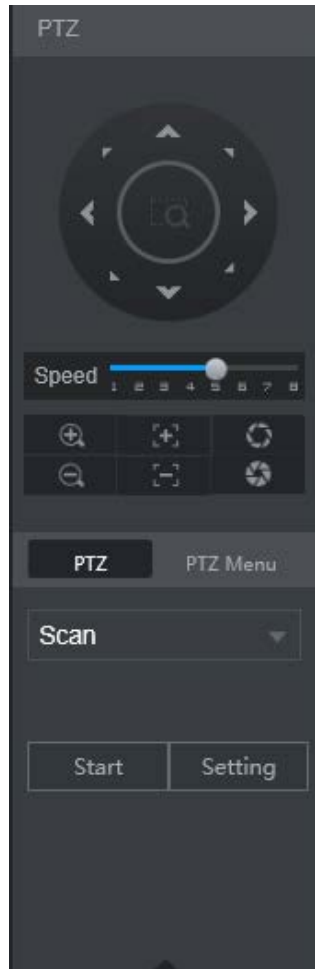 PTZ
Speed
1 2 3 4 5 6 7 8
PTZ PTZ Menu
Scan
Start Setting